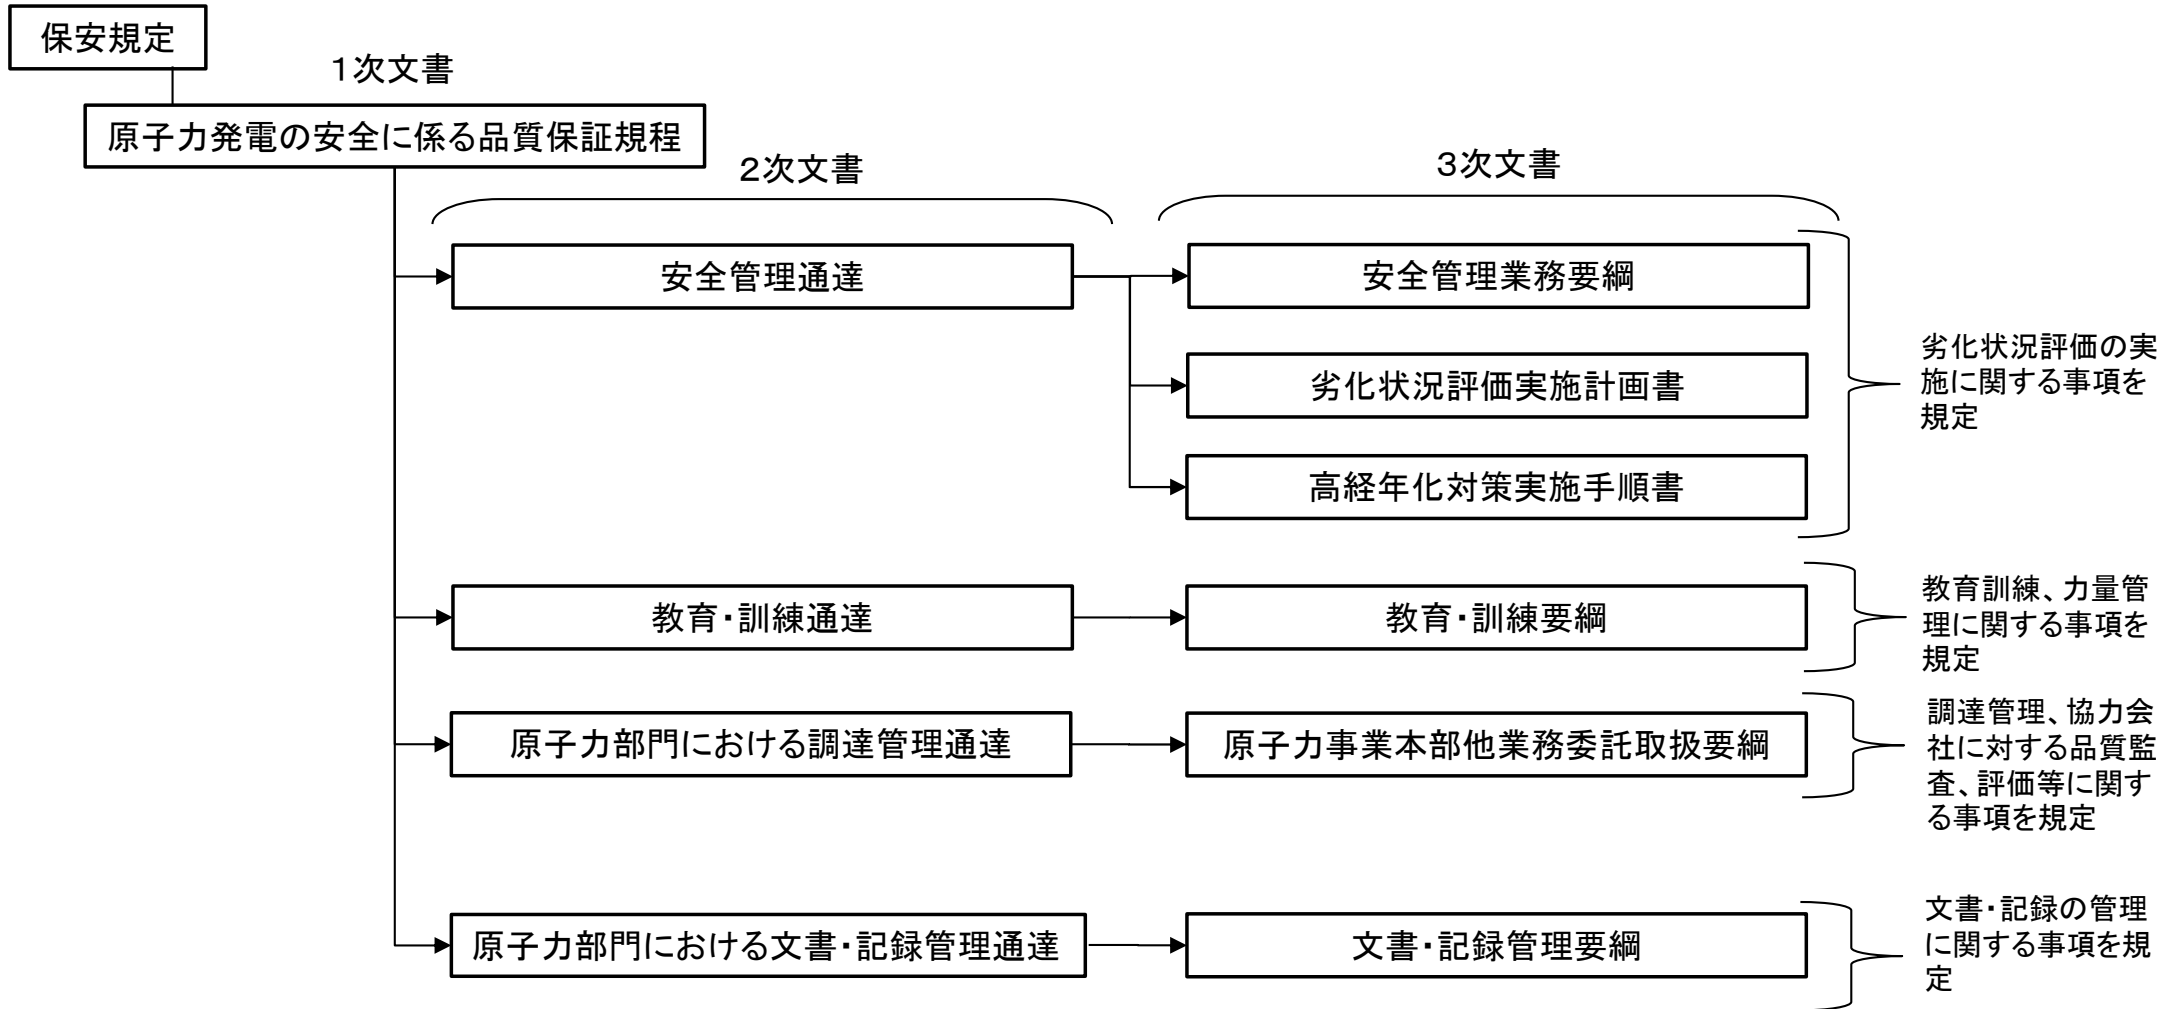 保安規定
1次文書
原子力発電の安全に係る品質保証規程
2次文書
3次文書
安全管理通達
安全管理業務要綱
劣化状況評価実施計画書
高経年化対策実施手順書
劣化状況評価の実
施に関する事項を
規定
教育・訓練通達
教育・訓練要綱
教育訓練、力量管
理に関する事項を
規定
原子力部門における調達管理通達
原子力事業本部他業務委託取扱要綱
調達管理、協力会
社に対する品質監
査、評価等に関す
る事項を規定
原子力部門における文書・記録管理通達
文書・記録管理要綱
文書・記録の管理
に関する事項を規
定